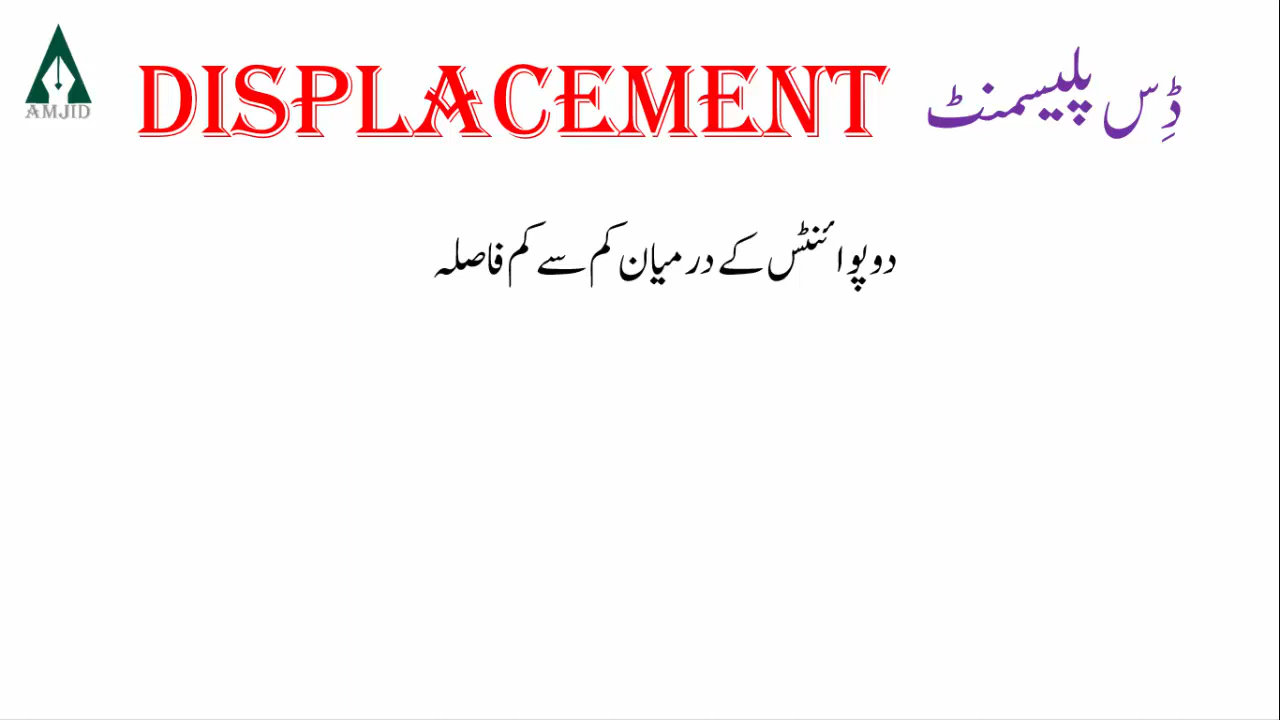 AMJID
DISPLACEMENT ڈِس پلیسمنٹ
دو پوائنٹس کے درمیان کم سے کم فاصلہ